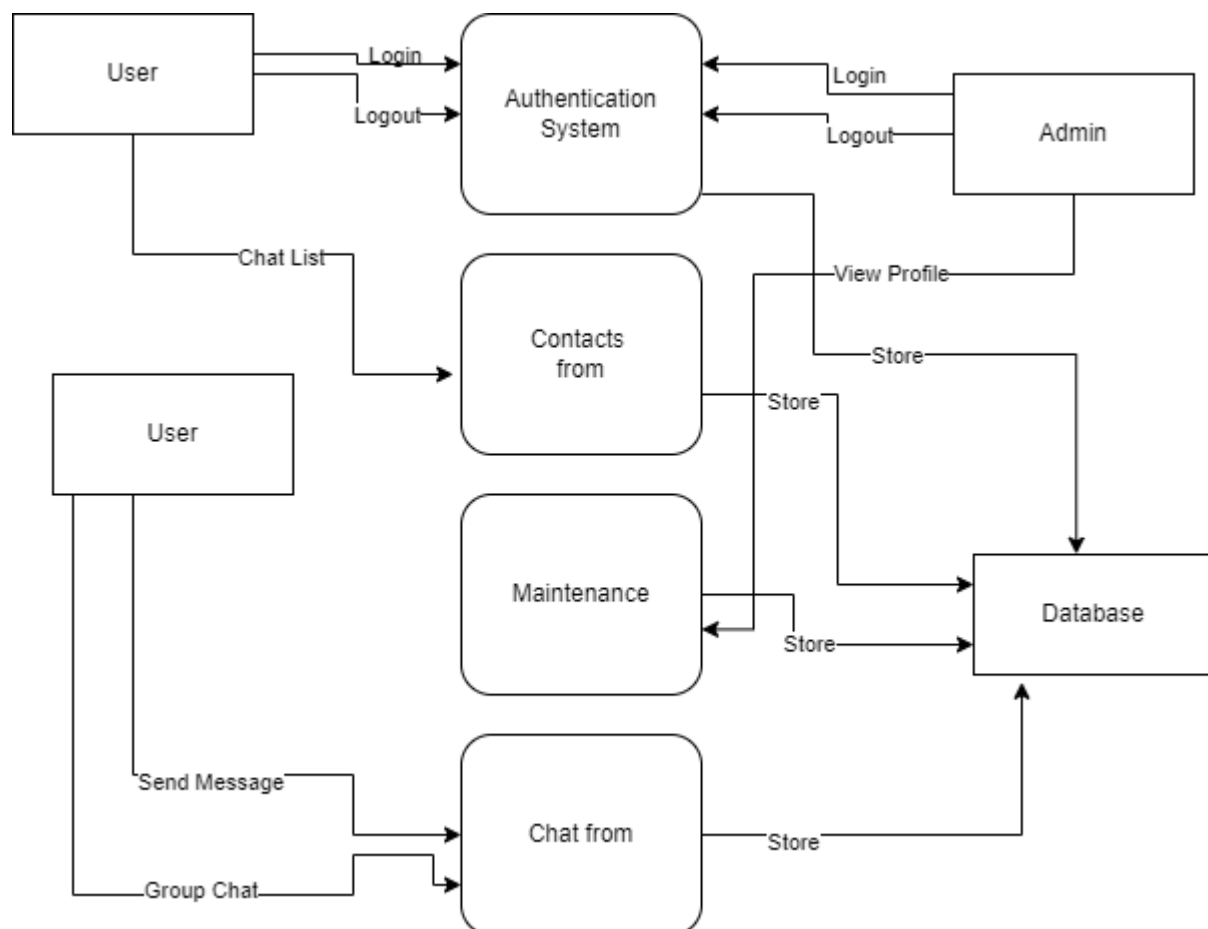 User
Login
Logout
Authentication
System
Login
Logout
Admin
Chat List
View Profile
Contacts
from
Store
Store
User
Maintenance
Store
Database
Send Message
Chat from
Store
Group Chat